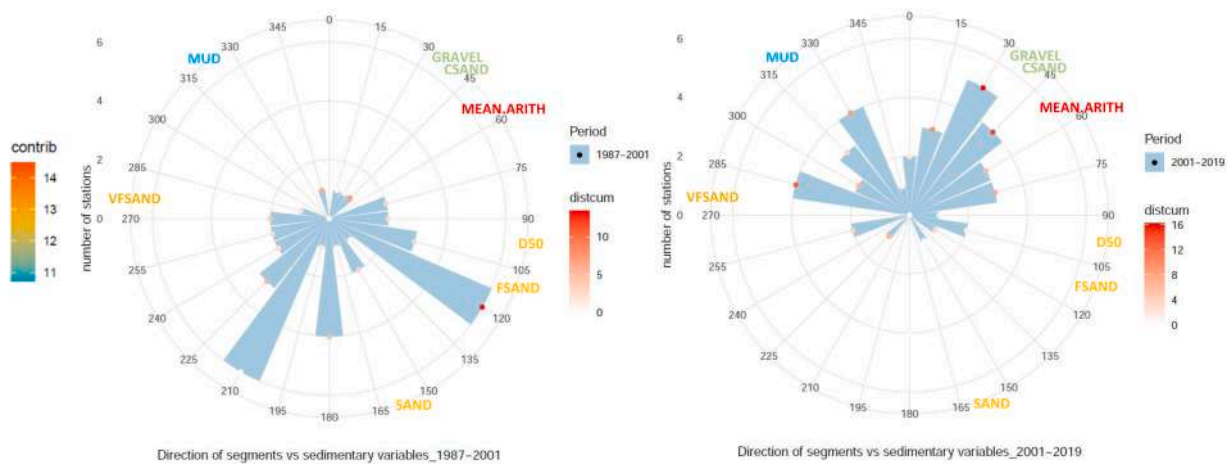 contrib
14
13
12
11
number of stations
6
4
2
0
0
15
30
45
60
75
90
105
120
135
150
165
180
195
210
225
240
255
270
285
300
315
330
345
MUD
GRAVEL
CSAND
MEAN.ARITH
VFSAND
D50
FSAND
SAND
Period
1987−2001
distcum
10
5
0
Direction of segments vs sedimentary variables_1987−2001
number of stations
6
4
2
0
0
15
30
45
60
75
90
105
120
135
150
165
180
195
210
225
240
255
270
285
300
315
330
345
MUD
GRAVEL
CSAND
MEAN.ARITH
VFSAND
D50
FSAND
SAND
Period
2001−2019
distcum
16
12
8
4
0
Direction of segments vs sedimentary variables_2001−2019